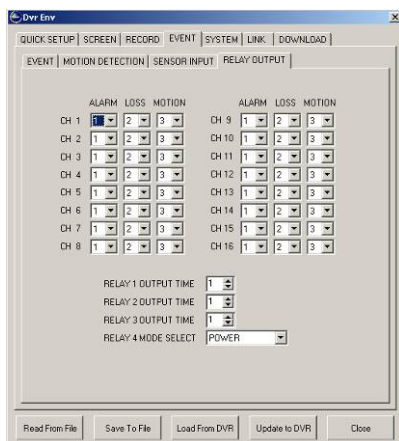 Dvr Env
QUICK SETUP SCREEN RECORD EVENT SYSTEM LINK DOWNLOAD
EVENT MOTION DETECTION SENSOR INPUT RELAY OUTPUT
ALARM LOSS MOTION ALARM LOSS MOTION
CH 1 1 2 3 CH 9 1 2 3
CH 2 1 2 3 CH 10 1 2 3
CH 3 1 2 3 CH 11 1 2 3
CH 4 1 2 3 CH 12 1 2 3
CH 5 1 2 3 CH 13 1 2 3
CH 6 1 2 3 CH 14 1 2 3
CH 7 1 2 3 CH 15 1 2 3
CH 8 1 2 3 CH 16 1 2 3
RELAY 1 OUTPUT TIME 1
RELAY 2 OUTPUT TIME 1
RELAY 3 OUTPUT TIME 1
RELAY 4 MODE SELECT POWER
Read From File Save To File Load From DVR Update to DVR Close